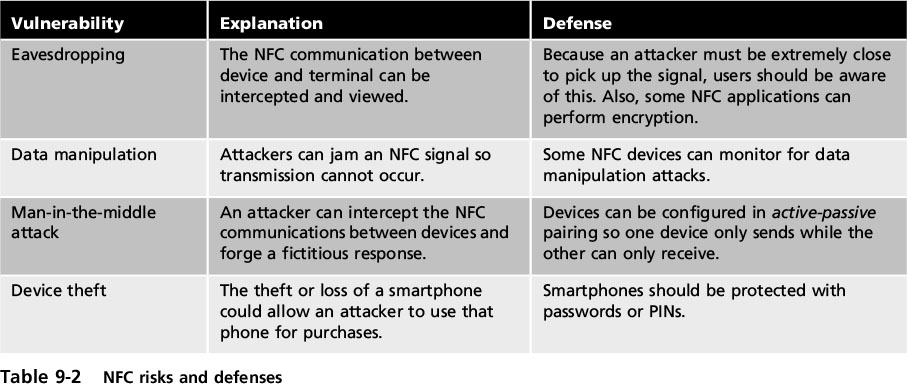 Vulnerability Explanation Defense
Eavesdropping
The NFC communication between
device and terminal can be
intercepted and viewed.
Because an attacker must be extremely close
to pick up the signal, users should be aware
of this. Also, some NFC applications can
perform encryption.
Data manipulation
Attackers can jam an NFC signal so
transmission cannot occur.
Some NFC devices can monitor for data
manipulation attacks.
Man-in-the-middle
attack
An attacker can intercept the NFC
communications between devices and
forge a fictitious response.
Devices can be configured in active-passive
pairing so one device only sends while the
other can only receive.
Device theft
The theft or loss of a smartphone
could allow an attacker to use that
phone for purchases.
Smartphones should be protected with
passwords or PINs.
Table 9-2 NFC risks and defenses